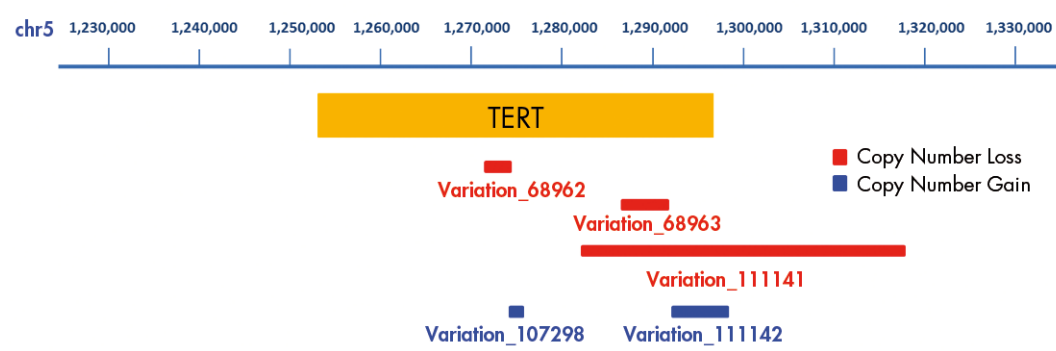 chr5 1,230,000 1,240,000 1,250,000 1,260,000 1,270,000 1,280,000 1,290,000 1,300,000 1,310,000 1,320,000 1,330,000
TERT
Copy Number Loss
Copy Number Gain
Variation_68962
Variation_68963
Variation_111141
Variation_107298 Variation_111142